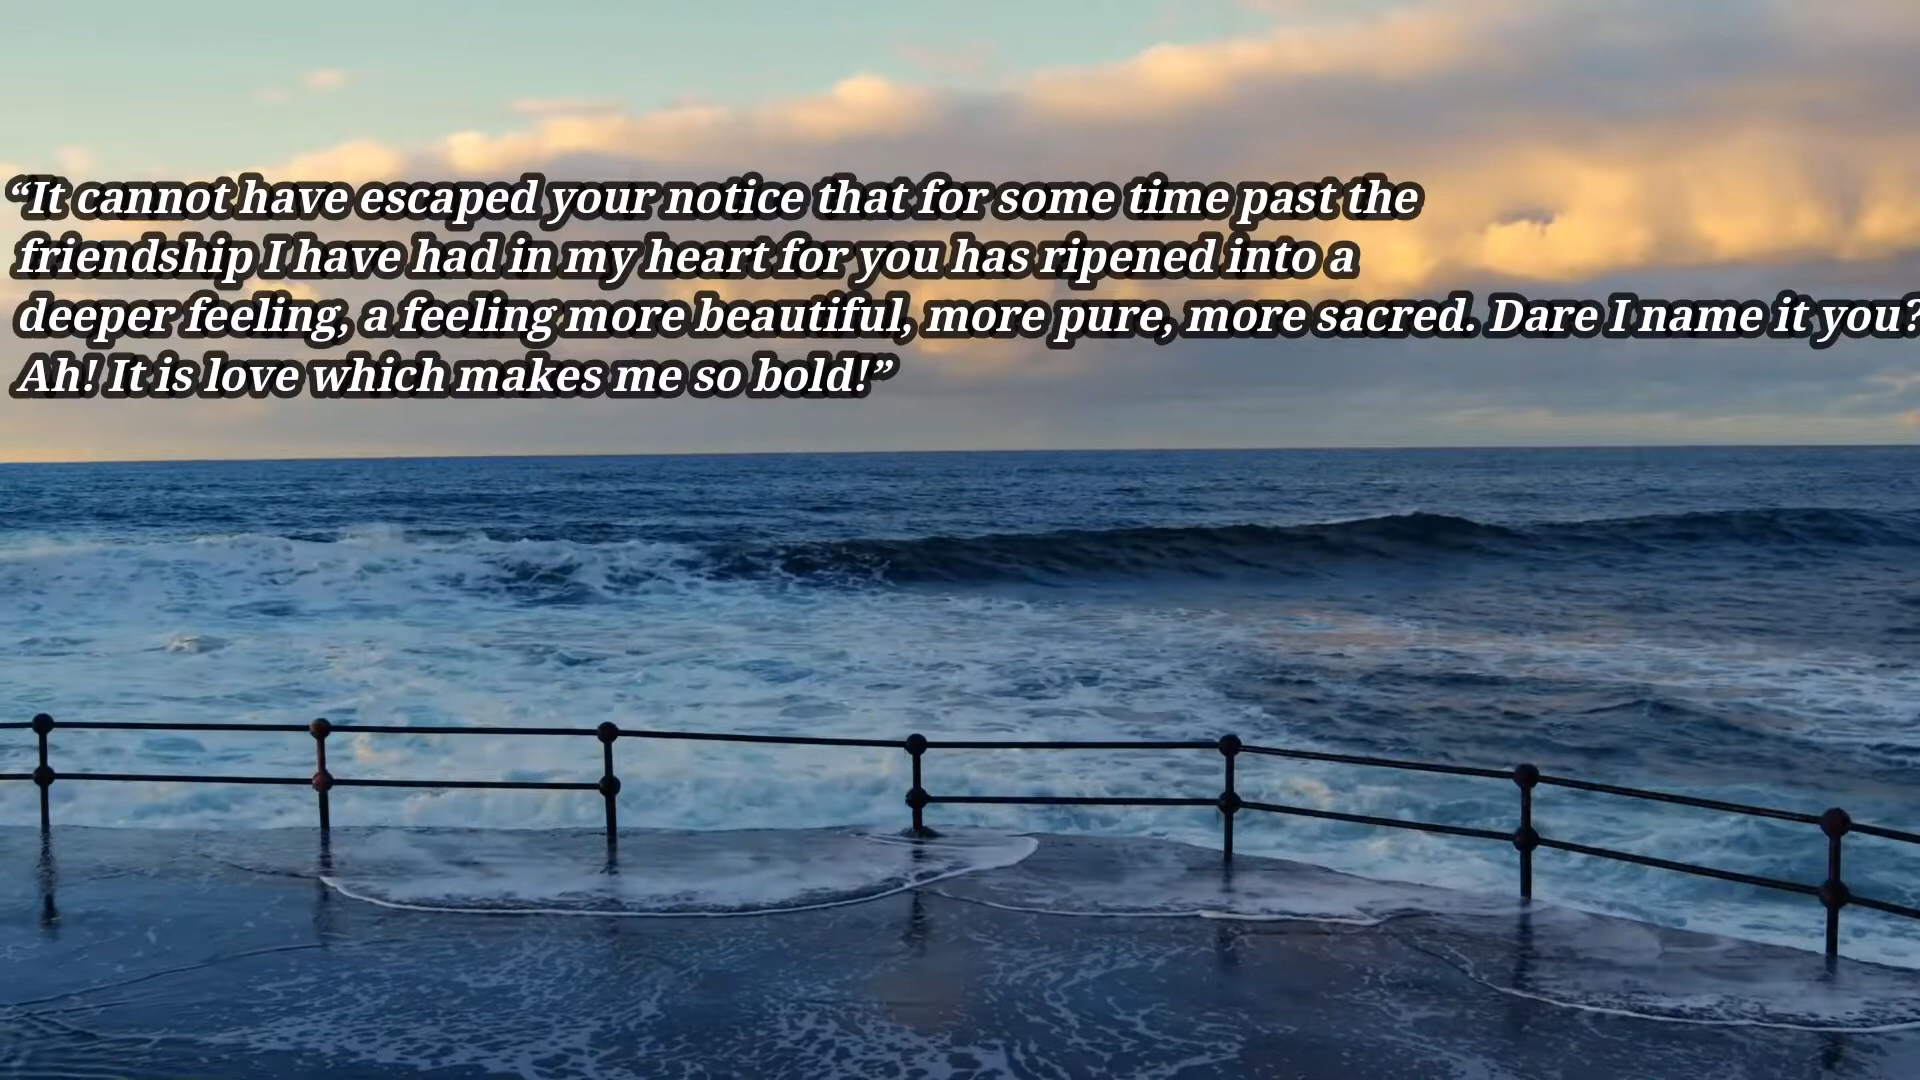 “It cannot have escaped your notice that for some time past the
friendship I have had in my heart for you has ripened into a
deeper feeling, a feeling more beautiful, more pure, more sacred. Dare I name it you?
Ah! It is love which makes me so bold!”